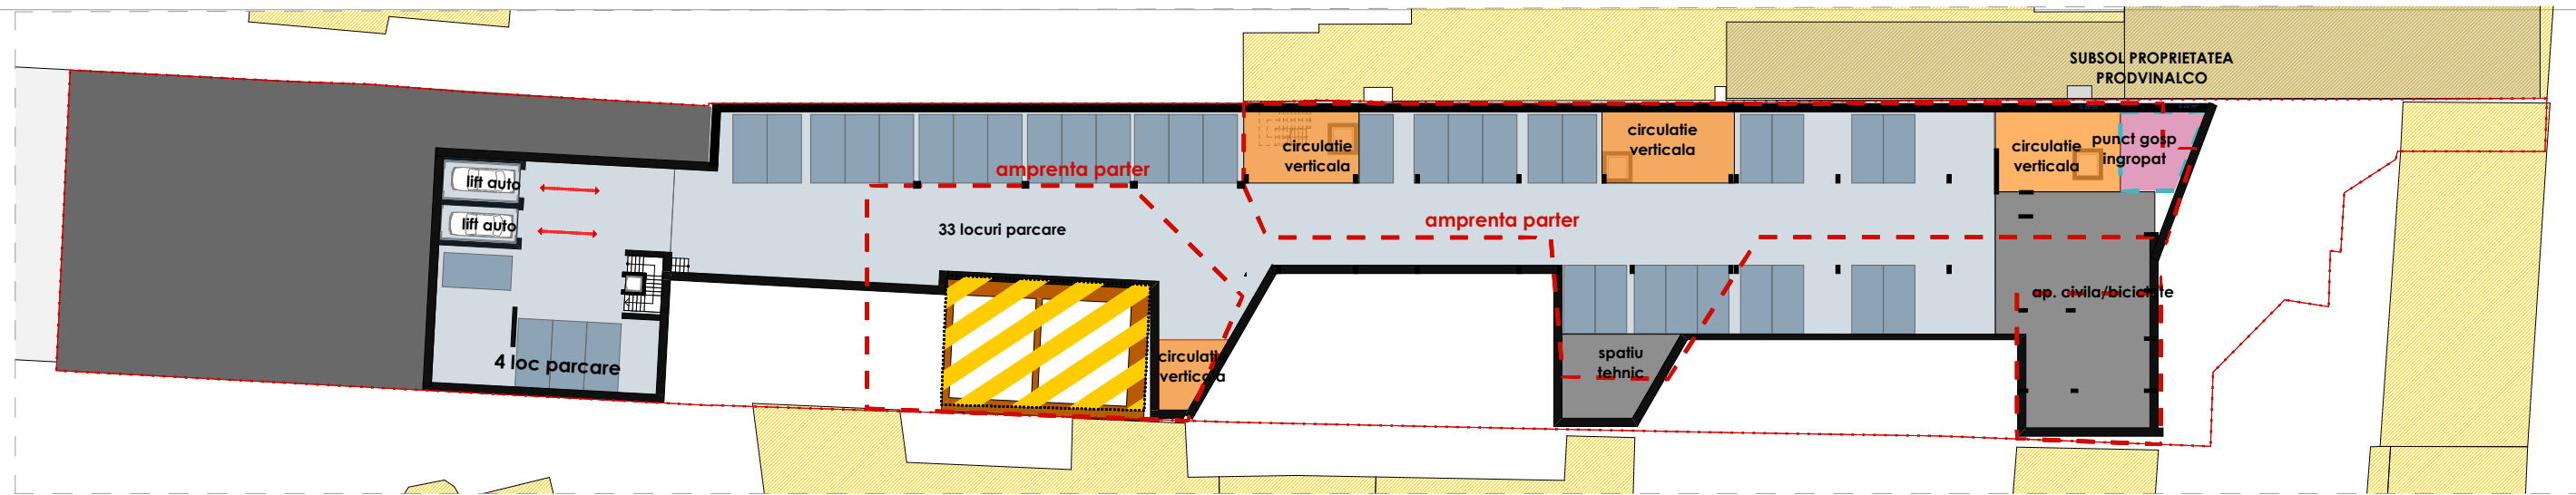 SUBSOL PROPRIETATEA
PRODVINALCO
lift auto
lift auto
4 loc parcare
amprenta parter
33 locuri parcare
circulatie
verticala
circulatie
verticala
amprenta parter
circulatie
verticala
spatiu
tehnic
circulatie
verticala
punct gosp
ingropat
ap. civila/biciclete